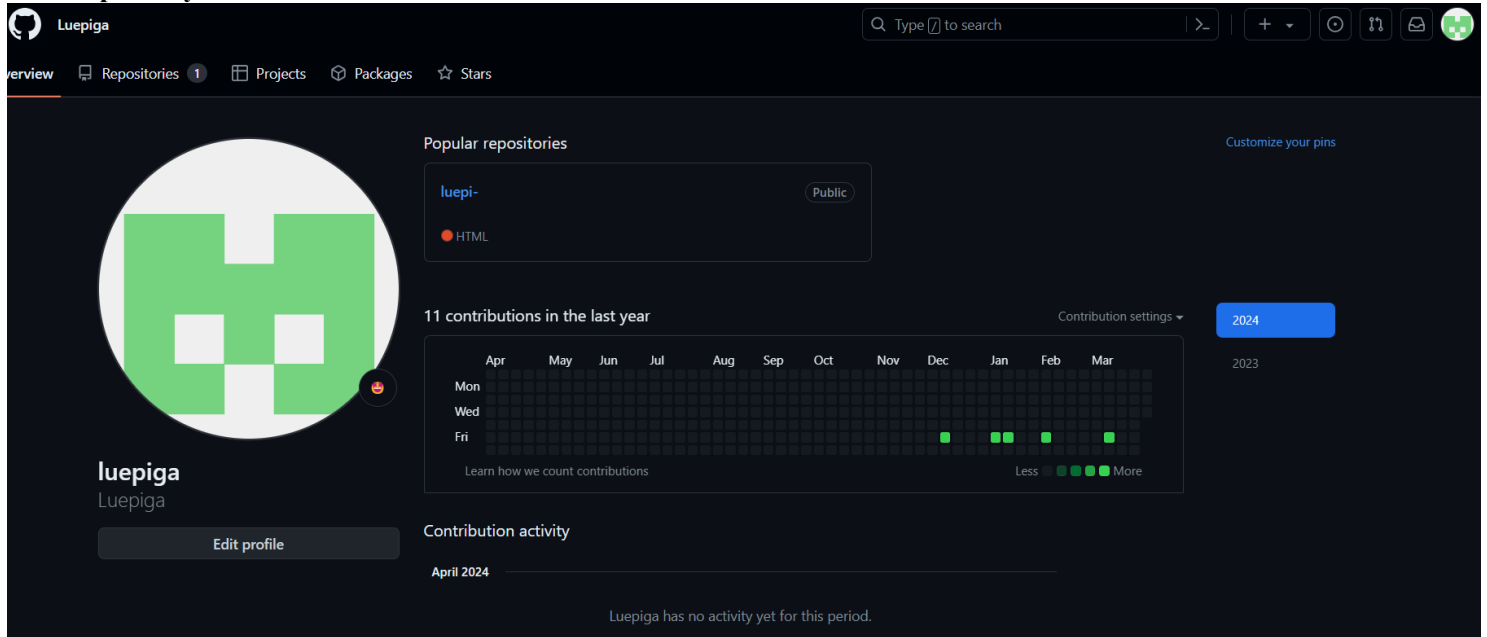 Luepiga
Type / to search
verview
Repositories 1
Projects
Packages
Stars
Popular repositories
Customize your pins
luepi-
Public
HTML
11 contributions in the last year
Contribution settings
2024
2023
Apr May Jun Jul Aug Sep Oct Nov Dec Jan Feb Mar
Mon
Wed
Fri
Learn how we count contributions
Less More
luepiga
Luepiga
Edit profile
Contribution activity
April 2024
Luepiga has no activity yet for this period.